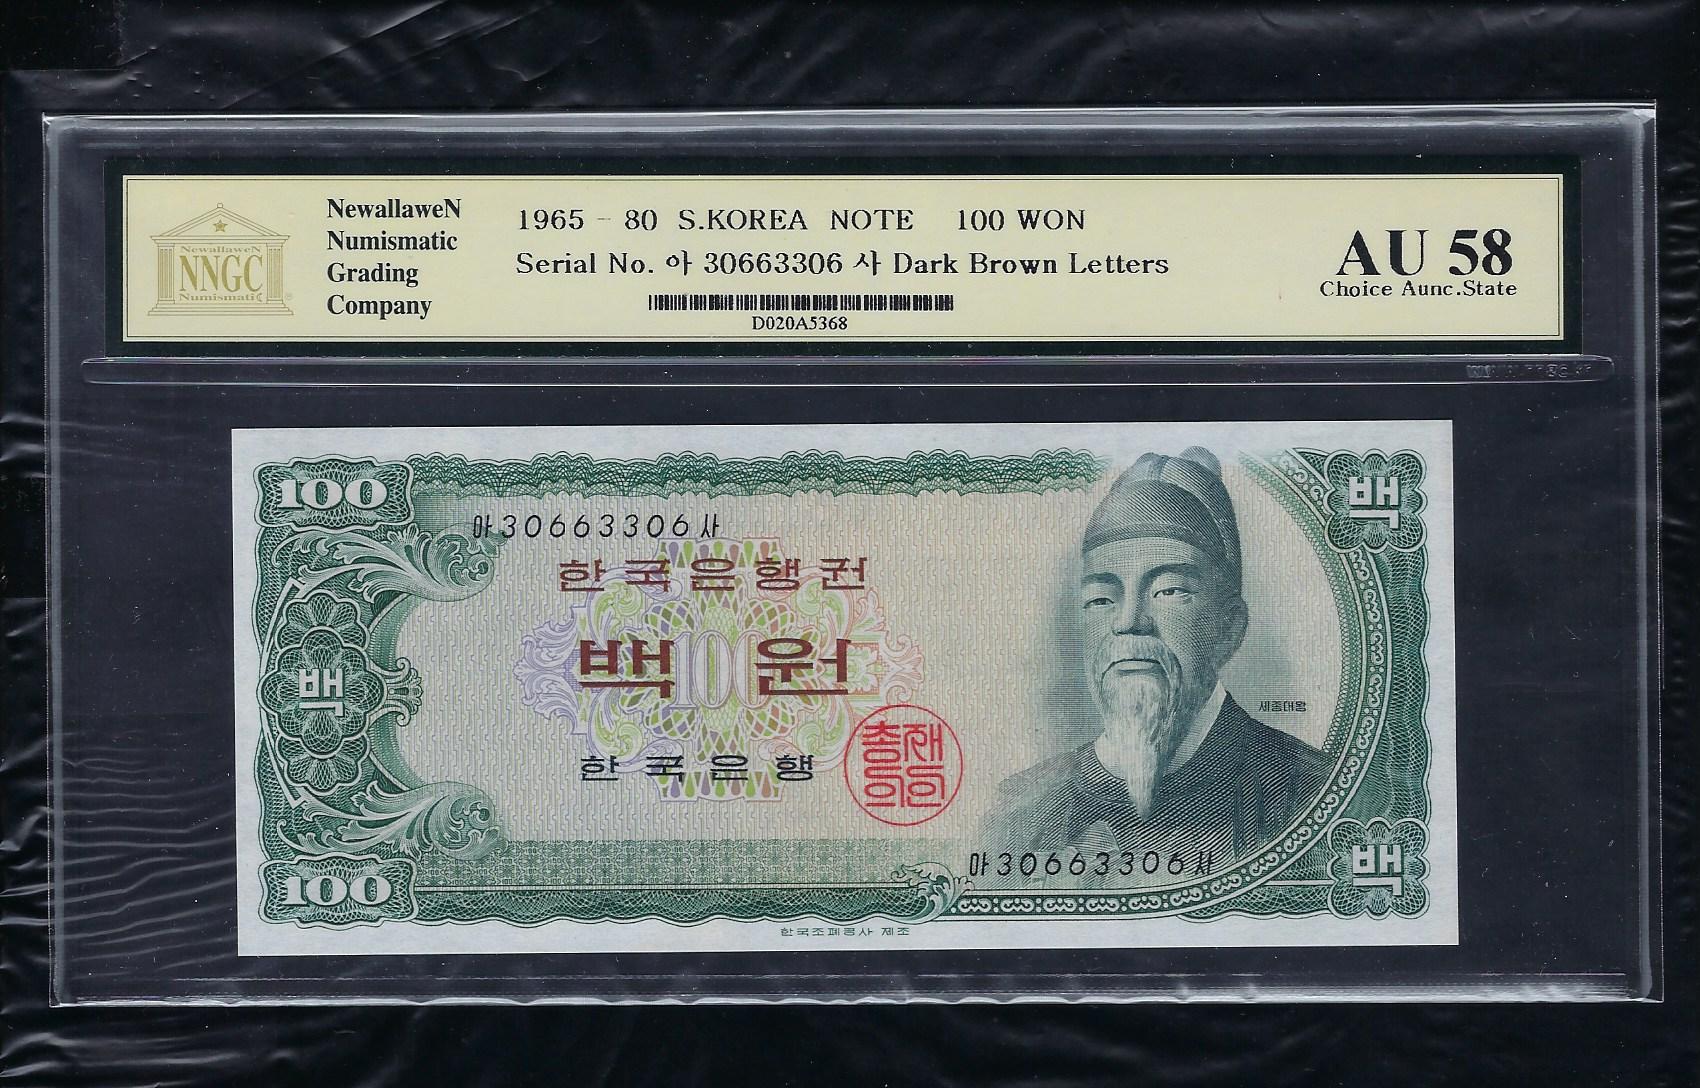 NewallaweN
NNGC
Numismatic
NewallaweN
Numismatic
Grading
Company
1965 - 80 S.KOREA NOTE 100 WON
Serial No. 아 30663306 사 Dark Brown Letters
D020A5368
AU 58
Choice Aunc.State
100
백
아30663306사
한국은행권
백
백원
100
세종대왕
한국은행
총재의인
아30663306사
100
백
한국조폐공사 제조